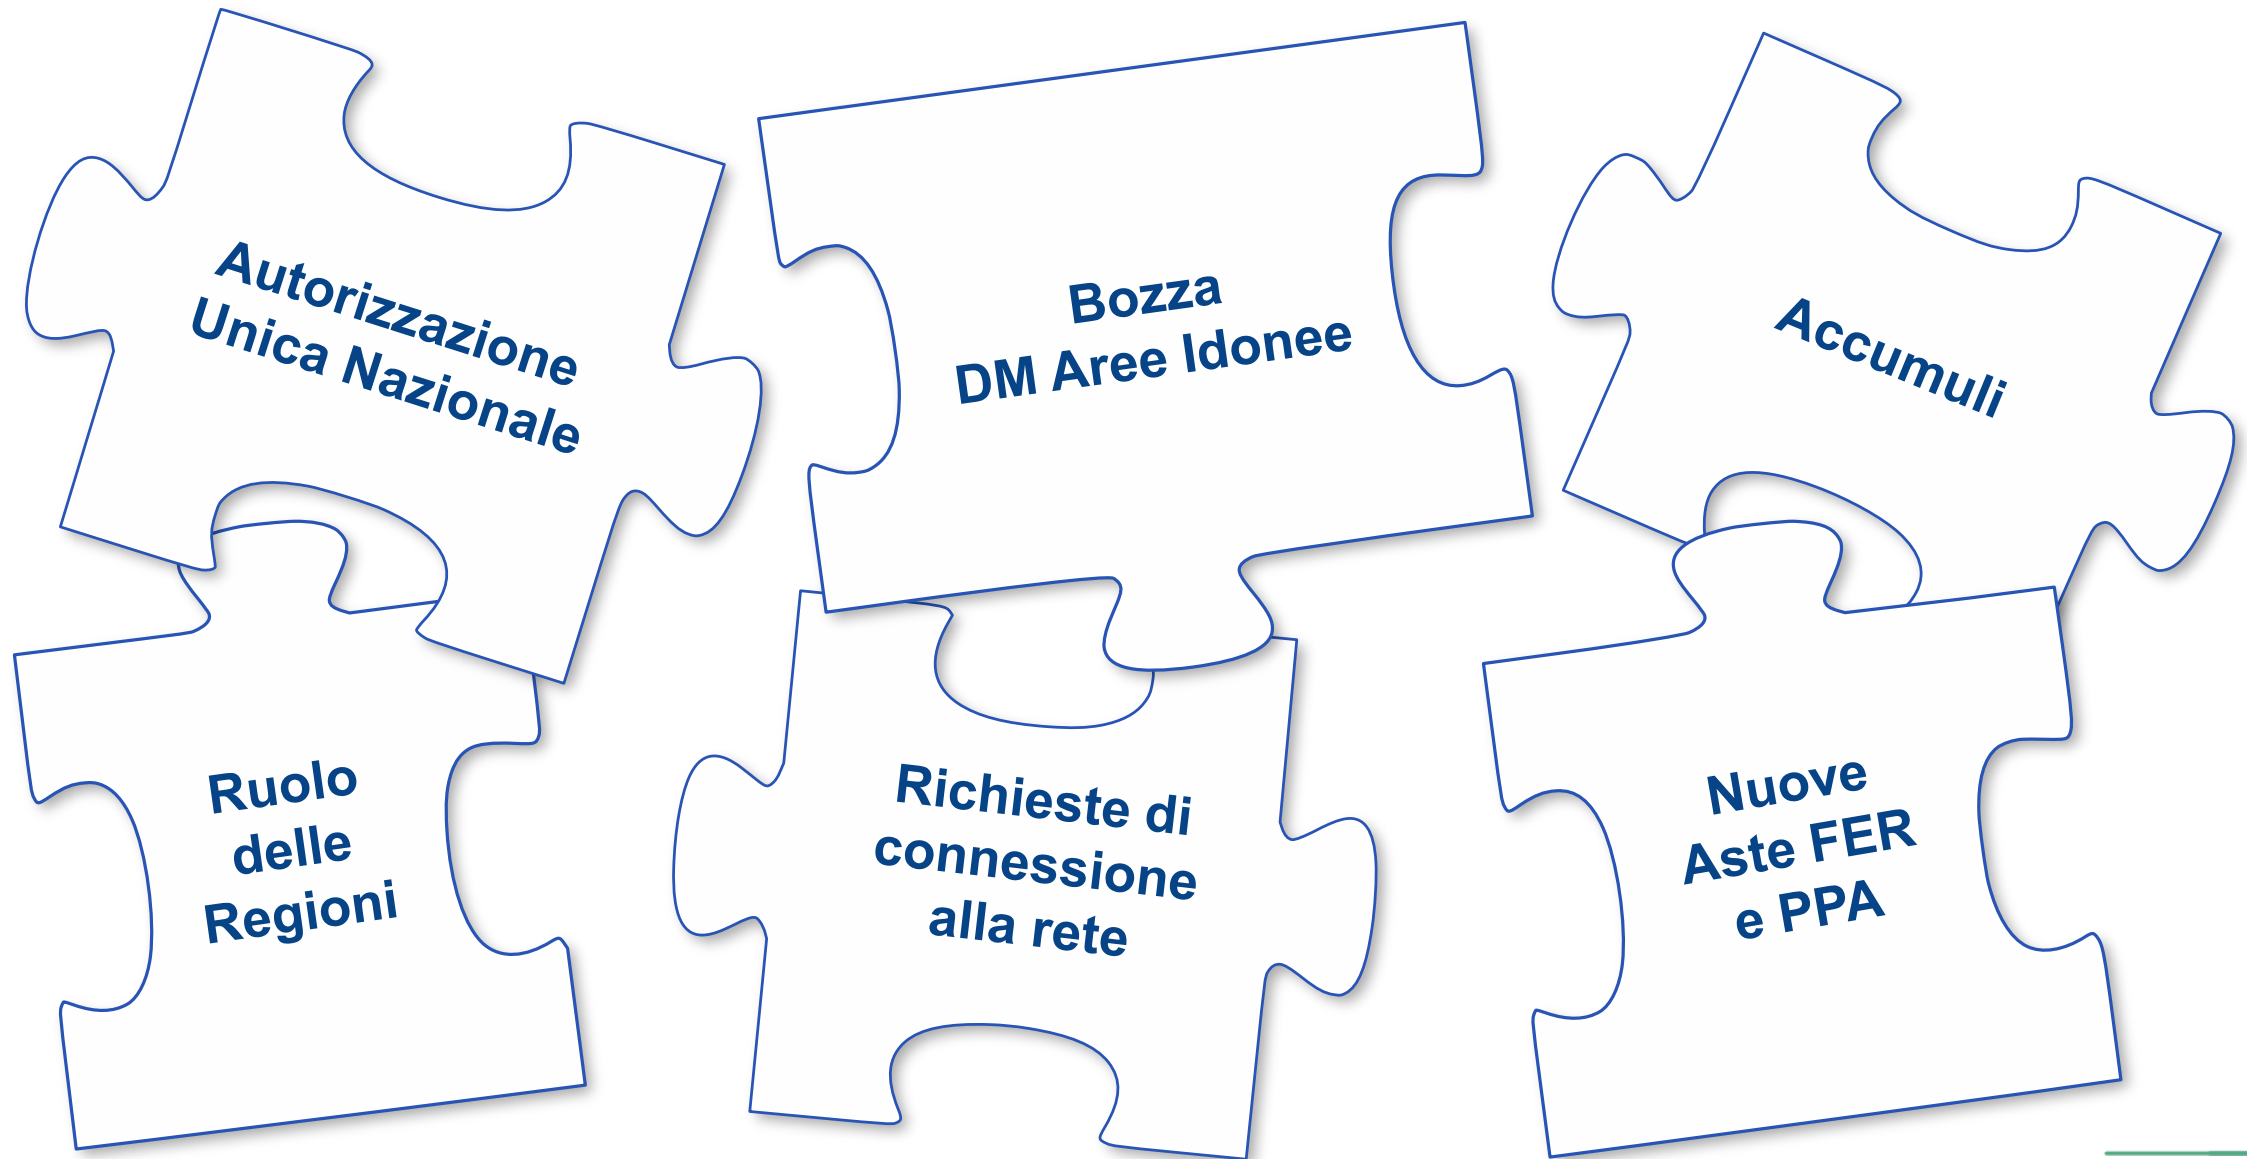 Autorizzazione
Unica Nazionale
Bozza
DM Aree Idonee
Accumuli
Ruolo
delle
Regioni
Richieste di
connessione
alla rete
Nuove
Aste FER
e PPA